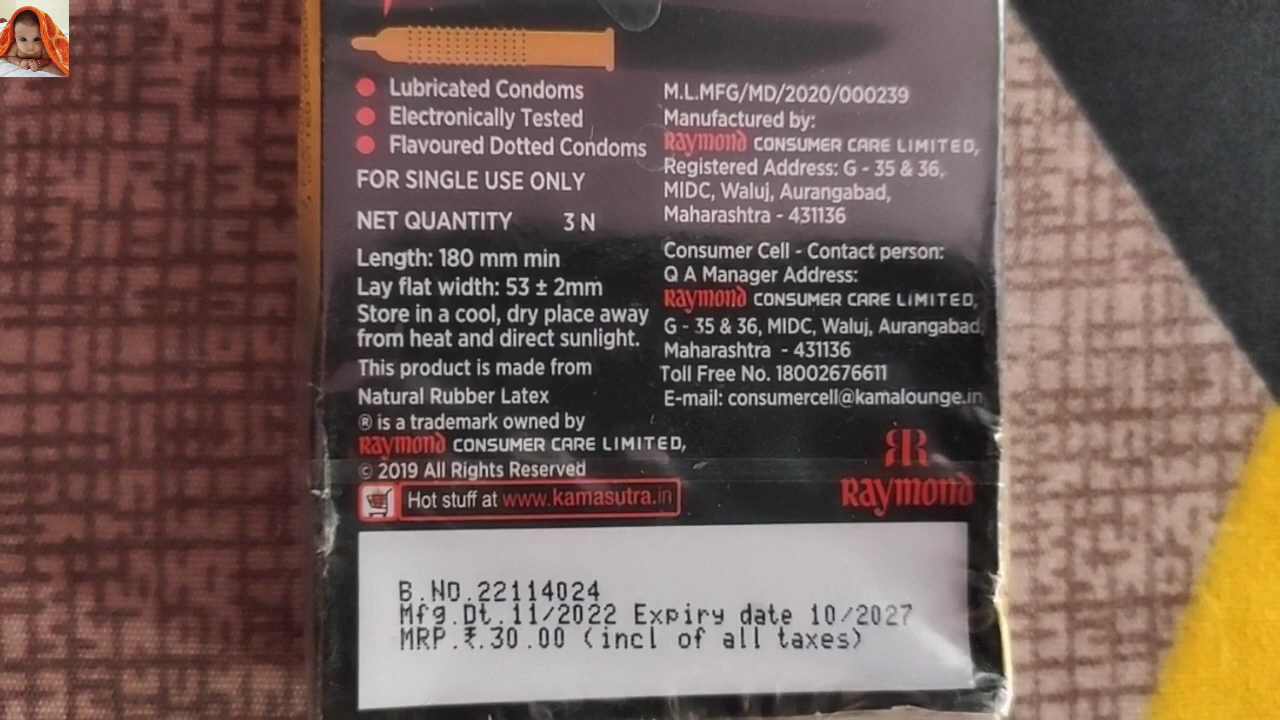 Lubricated Condoms
Electronically Tested
Flavoured Dotted Condoms
FOR SINGLE USE ONLY
NET QUANTITY 3 N
Length: 180 mm min
Lay flat width: 53 ± 2mm
Store in a cool, dry place away
from heat and direct sunlight.
This product is made from
Natural Rubber Latex
® is a trademark owned by
Raymond CONSUMER CARE LIMITED,
© 2019 All Rights Reserved
Hot stuff at www.kamasutra.in
M.L.MFG/MD/2020/000239
Manufactured by:
Raymond CONSUMER CARE LIMITED,
Registered Address: G - 35 & 36,
MIDC, Waluj, Aurangabad,
Maharashtra - 431136
Consumer Cell - Contact person:
Q A Manager Address:
Raymond CONSUMER CARE LIMITED,
G - 35 & 36, MIDC, Waluj, Aurangabad,
Maharashtra - 431136
Toll Free No. 18002676611
E-mail: consumercell@kamalounge.in
Raymond
B.NO.22114024
Mfg.Dt.11/2022 Expiry date 10/2027
MRP.₹.30.00 (incl of all taxes)